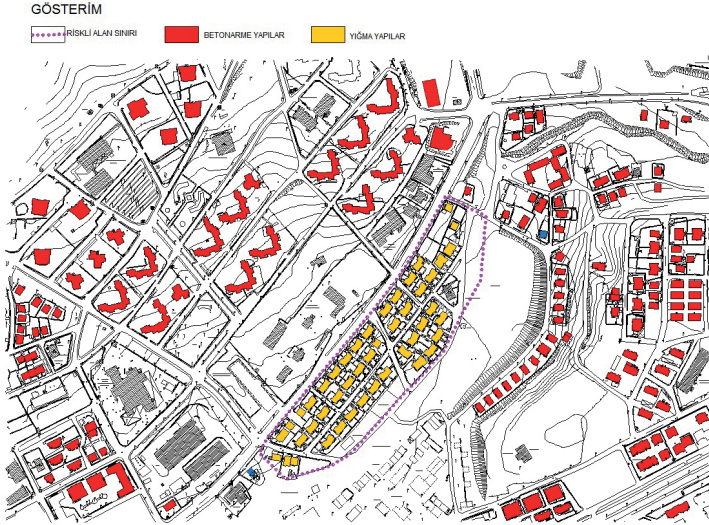 GÖSTERİM
RİSKLİ ALAN SINIRI
BETONARME YAPILAR
YIĞMA YAPILAR